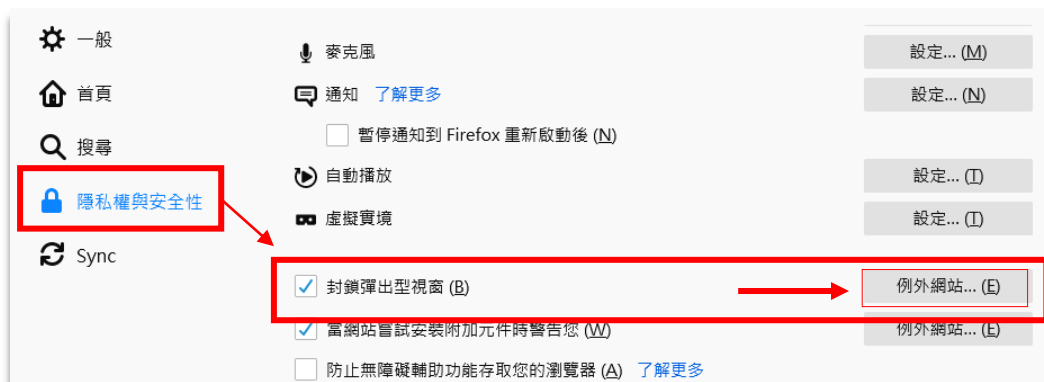 一般
首頁
搜尋
隱私權與安全性
Sync
麥克風 設定... (M)
通知 了解更多 設定... (N)
暫停通知到 Firefox 重新啟動後 (N)
自動播放 設定... (T)
虛擬實境 設定... (T)
封鎖彈出型視窗 (B) 例外網站... (E)
當網站嘗試安裝附加元件時警告您 (W) 例外網站... (E)
防止無障礙輔助功能存取您的瀏覽器 (A) 了解更多